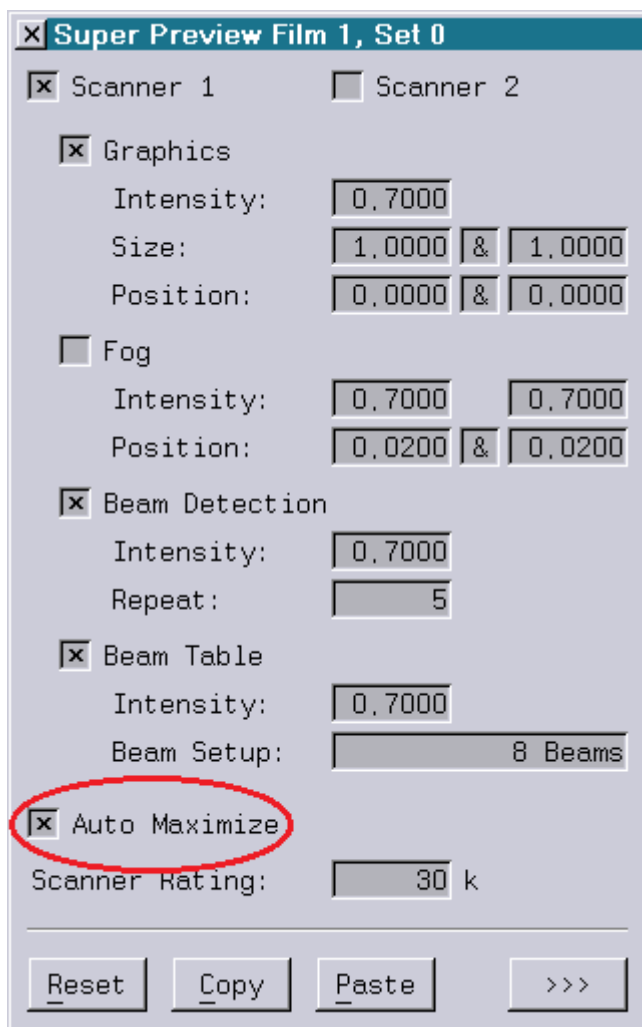 Super Preview Film 1, Set 0
Scanner 1 Scanner 2
Graphics
Intensity: 0,7000
Size: 1,0000 & 1,0000
Position: 0,0000 & 0,0000
Fog
Intensity: 0,7000 0,7000
Position: 0,0200 & 0,0200
Beam Detection
Intensity: 0,7000
Repeat: 5
Beam Table
Intensity: 0,7000
Beam Setup: 8 Beams
Auto Maximize
Scanner Rating: 30 k
Reset Copy Paste >>>